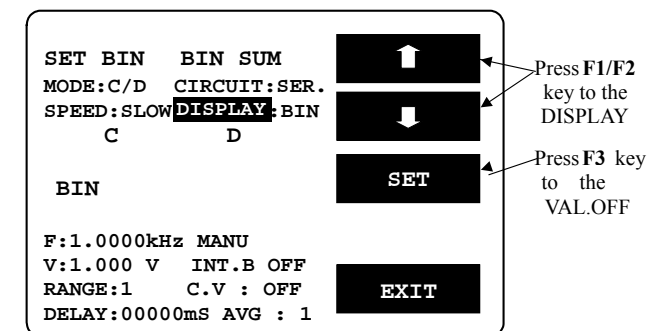 SET BIN BIN SUM
MODE:C/D CIRCUIT:SER.
SPEED:SLOW DISPLAY:BIN
C D
BIN
F:1.0000kHz MANU
V:1.000 V INT.B OFF
RANGE:1 C.V : OFF
DELAY:00000mS AVG : 1
SET
EXIT
Press F1/F2
key to the
DISPLAY
Press F3 key
to the
VAL.OFF